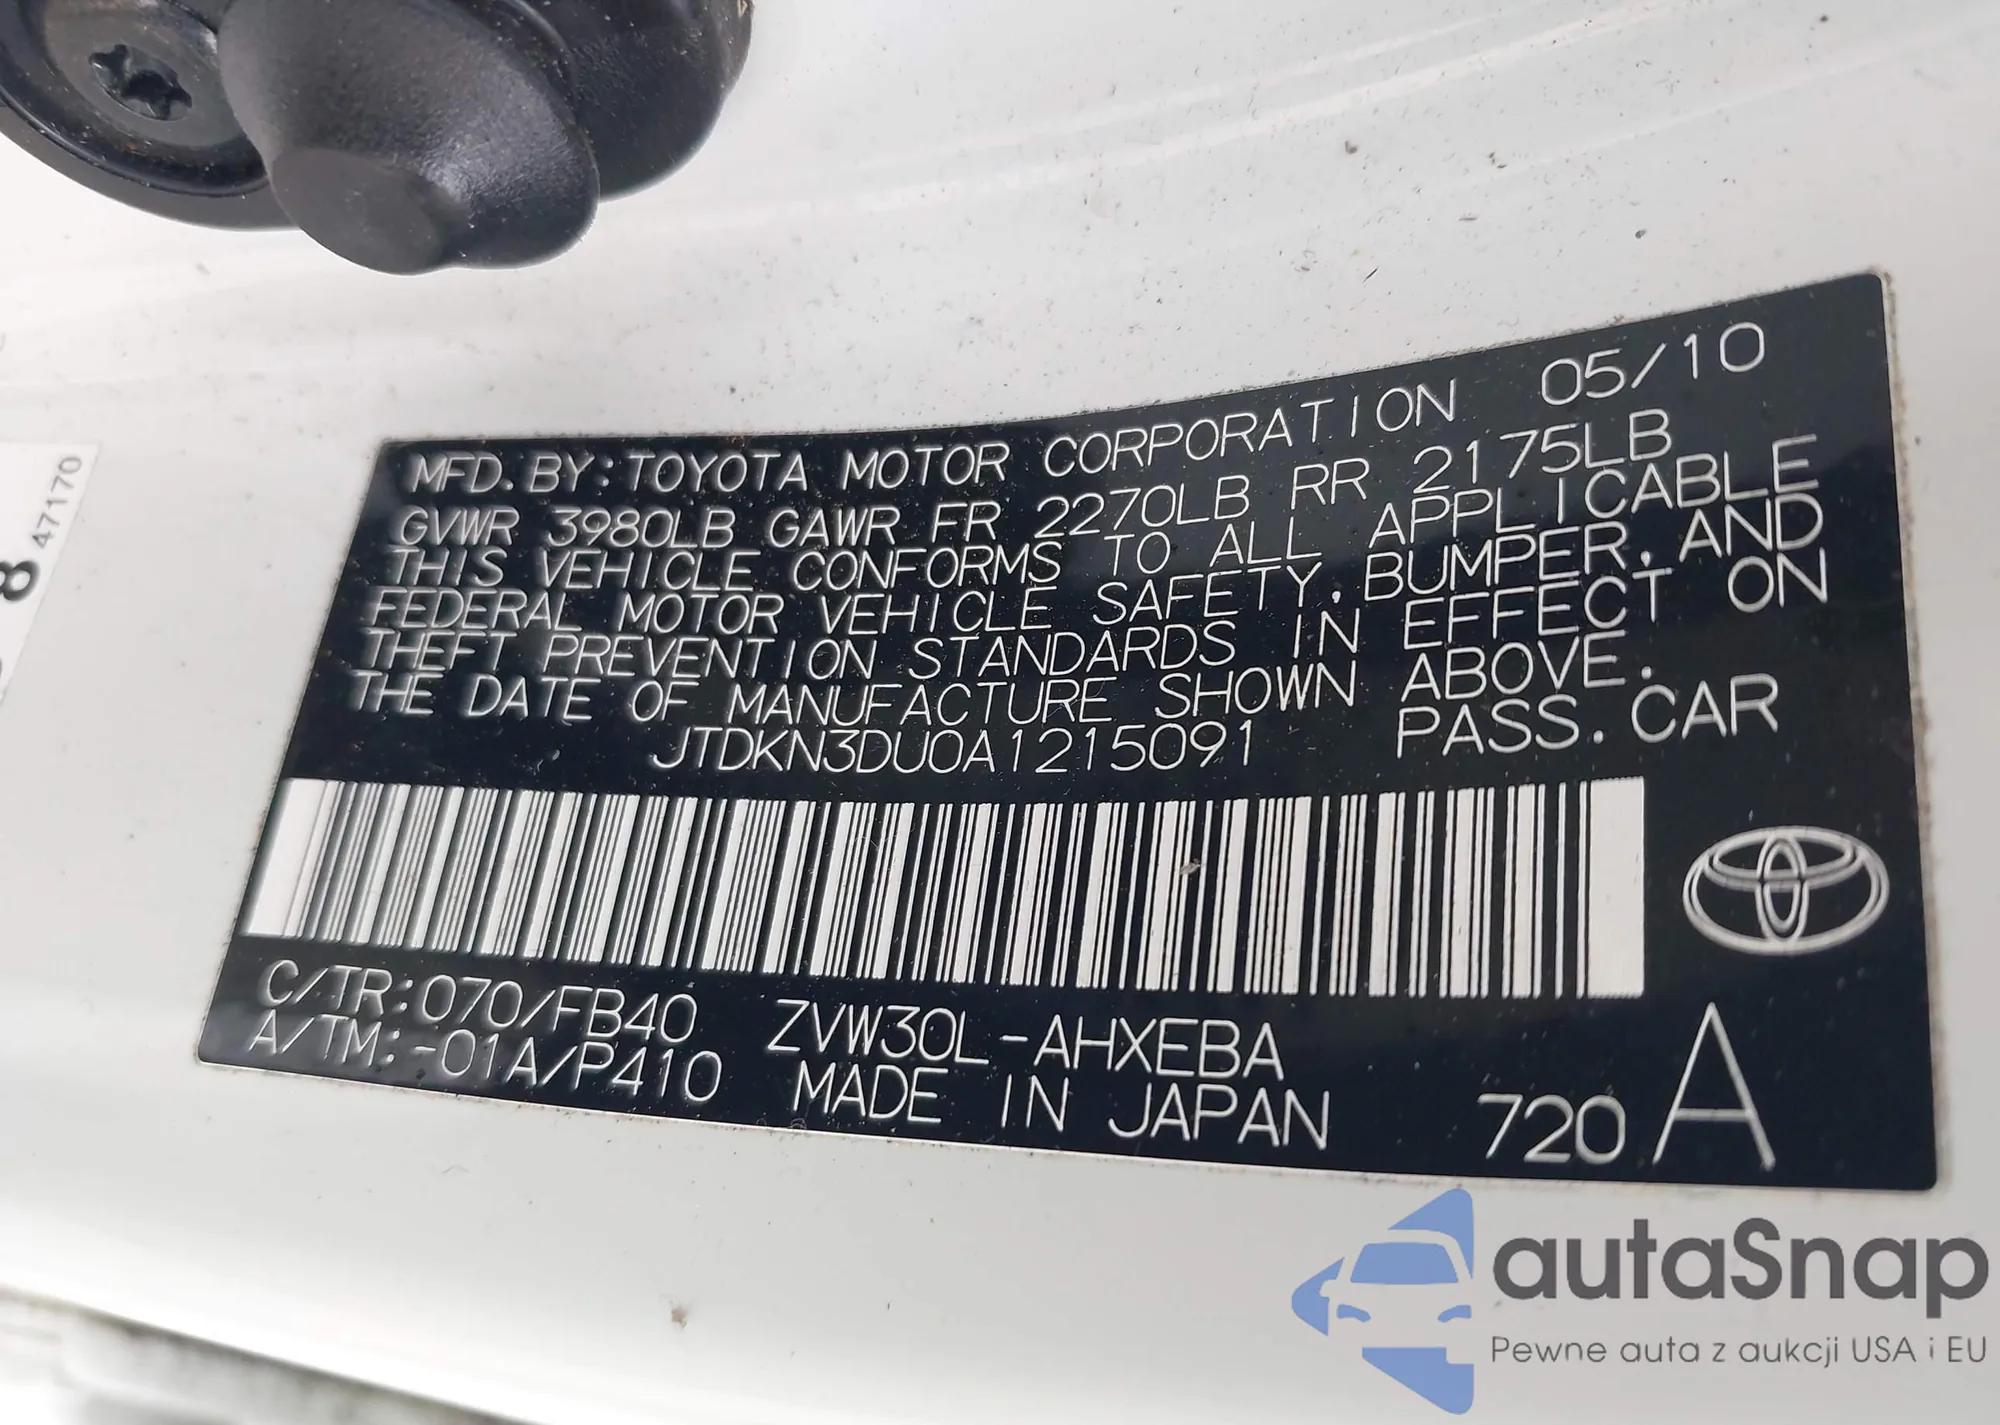 MFD. BY: TOYOTA MOTOR CORPORATION 05/10
GVWR 3980LB GAWR FR 2270LB RR 2175LB
THIS VEHICLE CONFORMS TO ALL APPLICABLE
FEDERAL MOTOR VEHICLE SAFETY, BUMPER, AND
THEFT PREVENTION STANDARDS IN EFFECT ON
THE DATE OF MANUFACTURE SHOWN ABOVE.
JTDKN3DU0A1215091 PASS. CAR
C/TR: 070/FB40 ZVW30L-AHXEBA
A/TM: -01A/P410 MADE IN JAPAN 720 A
8 47170
autaSnap
Pewne auta z aukcji USA i EU